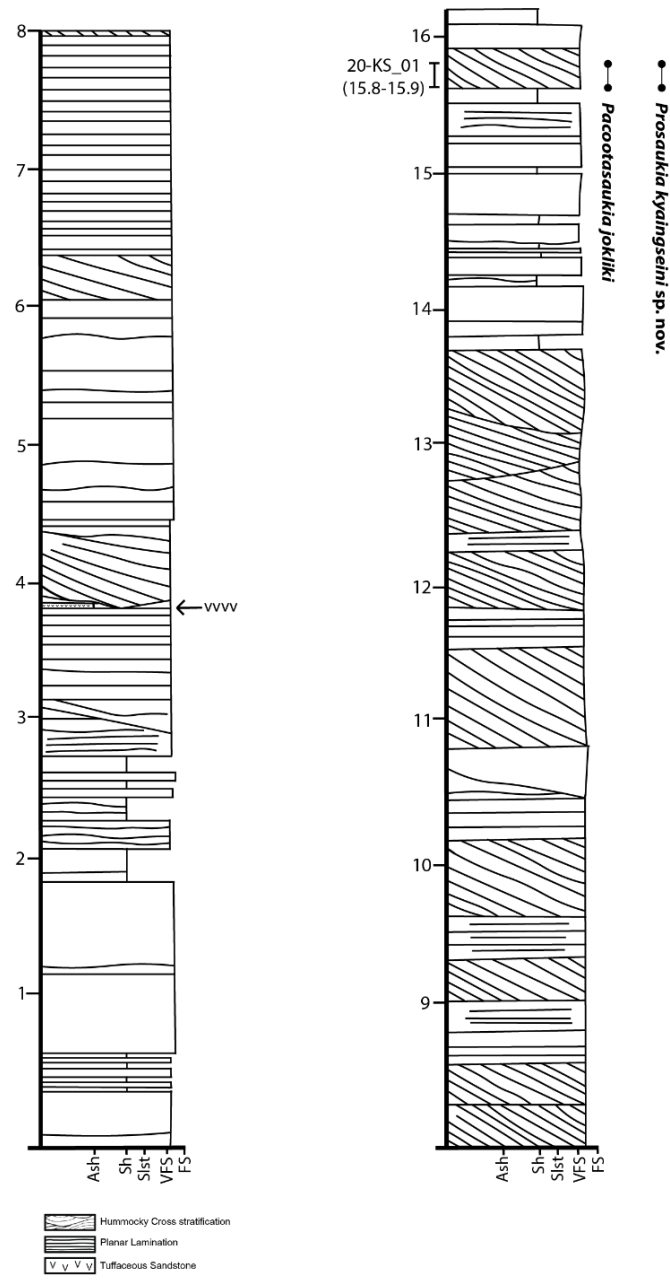 8
7
6
5
4
vvvv
3
2
1
Ash
Sh
Slst
VFS
FS
16
20-KS_01
(15.8-15.9)
15
14
13
12
11
10
9
Ash
Sh
Slst
VFS
FS
Pacootasaukia jokliki
Prosaukia kyaingseini sp. nov.
Hummocky Cross stratification
Planar Lamination
V V V V Tuffaceous Sandstone